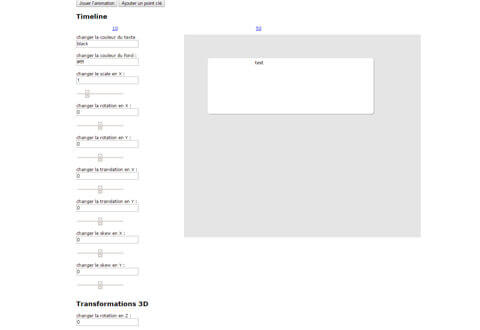 Jouer l'animation Ajouter un point clé
Timeline
10 50
changer la couleur du texte
black
changer la couleur du fond :
#fff
changer le scale en X :
1
changer la rotation en X :
0
changer la rotation en Y :
0
changer la translation en X :
0
changer la translation en Y :
0
changer le skew en X :
0
changer le skew en Y :
0
Transformations 3D
changer la rotation en Z :
0
text